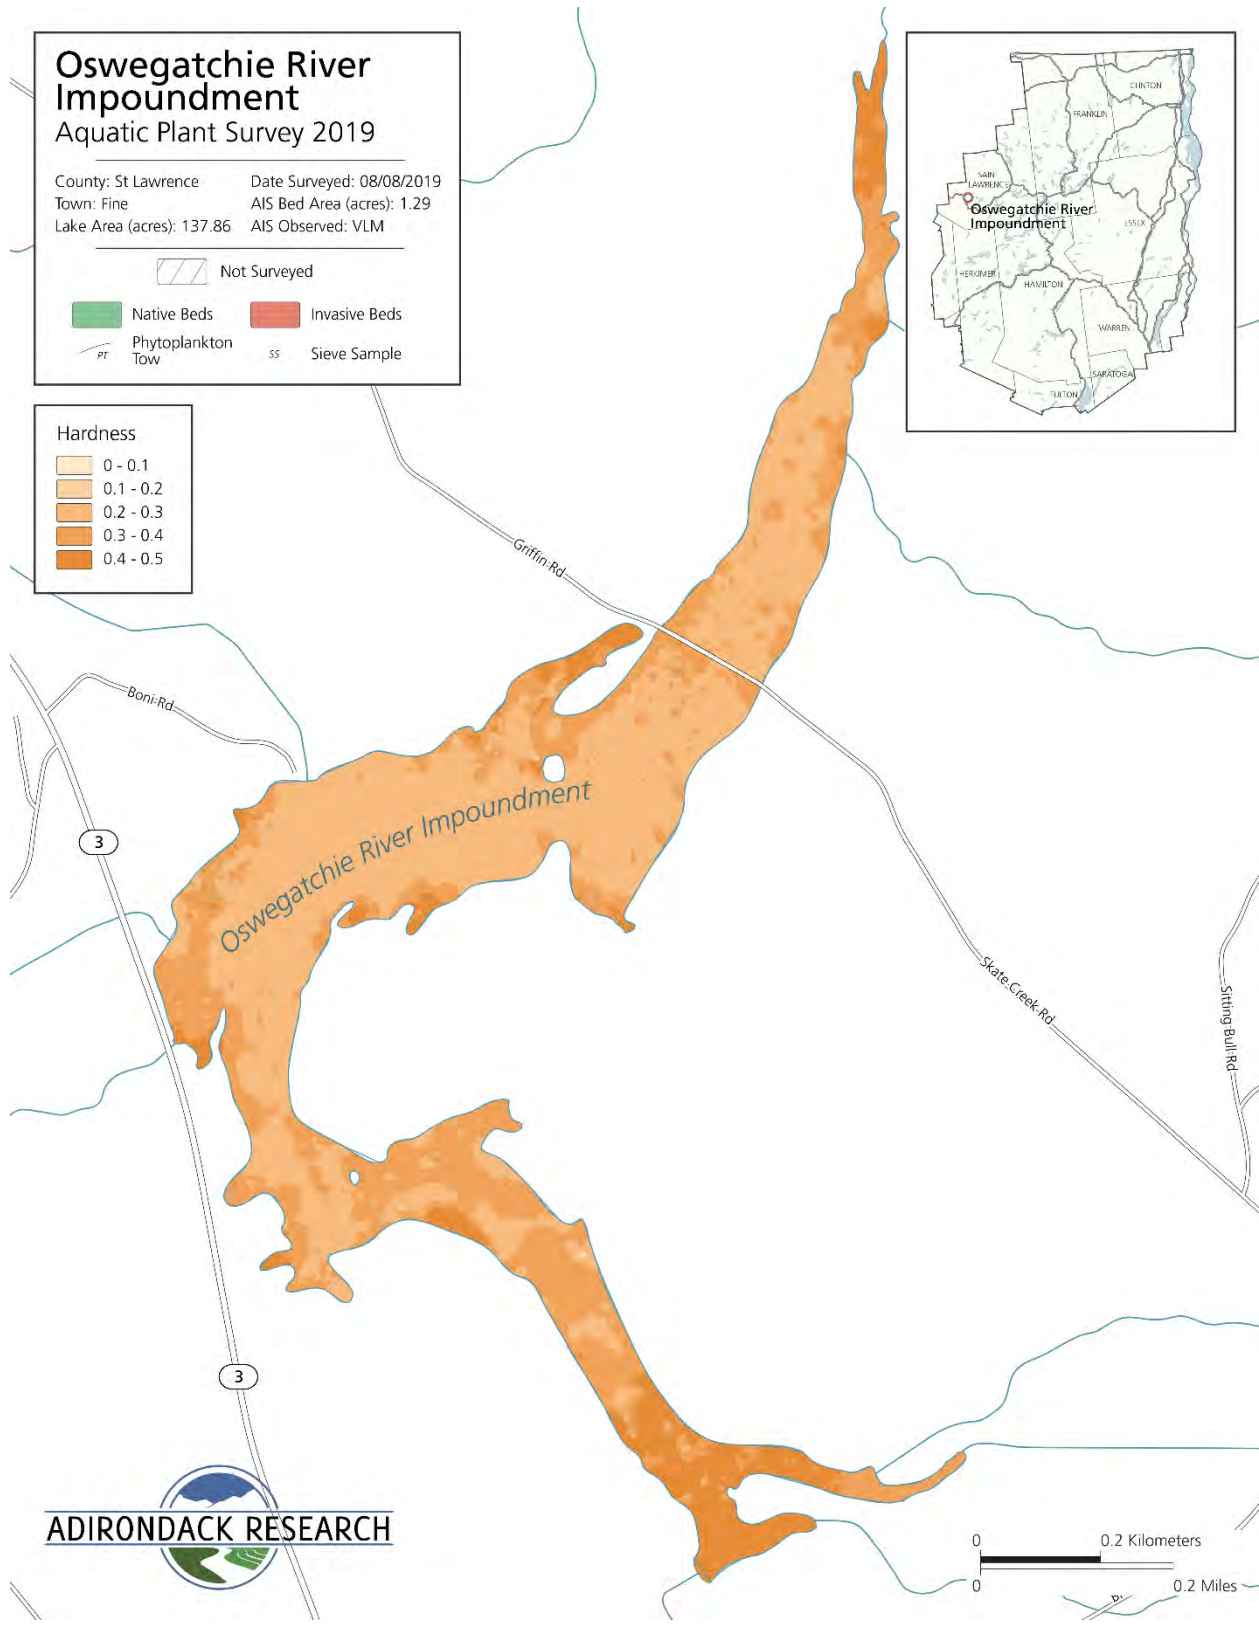 Oswegatchie River
Impoundment
Aquatic Plant Survey 2019
County: St Lawrence
Date Surveyed: 08/08/2019
Town: Fine
AIS Bed Area (acres): 1.29
Lake Area (acres): 137.86
AIS Observed: VLM
Not Surveyed
Native Beds
Invasive Beds
PT
Phytoplankton
Tow
SS
Sieve Sample
Hardness
0 - 0.1
0.1 - 0.2
0.2 - 0.3
0.3 - 0.4
0.4 - 0.5
CLINTON
FRANKLIN
SAIN
LAWRENCE
Oswegatchie River
Impoundment
ESSEX
HERKIMER
HAMILTON
WARREN
SARATOGA
FULTON
Griffin Rd
Boni Rd
3
Oswegatchie River Impoundment
Skate Creek Rd
Sitting Bull Rd
3
ADIRONDACK RESEARCH
0
0.2 Kilometers
0
0.2 Miles